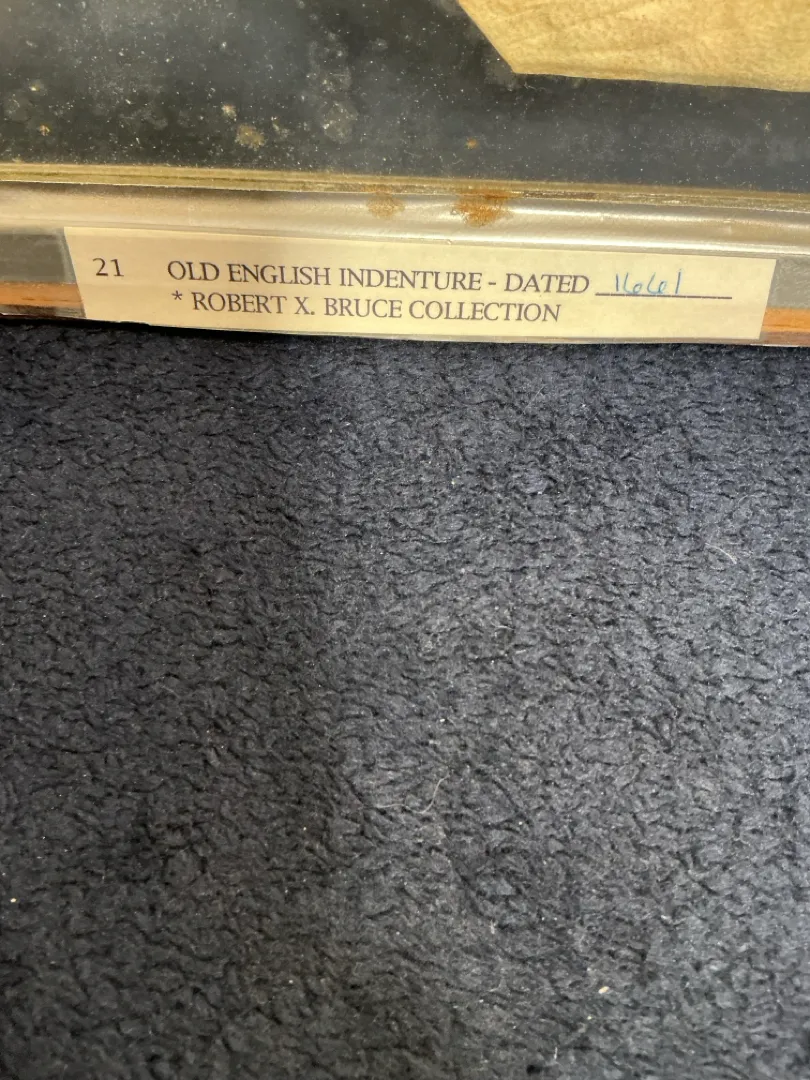 21 OLD ENGLISH INDENTURE - DATED 1661
* ROBERT X. BRUCE COLLECTION